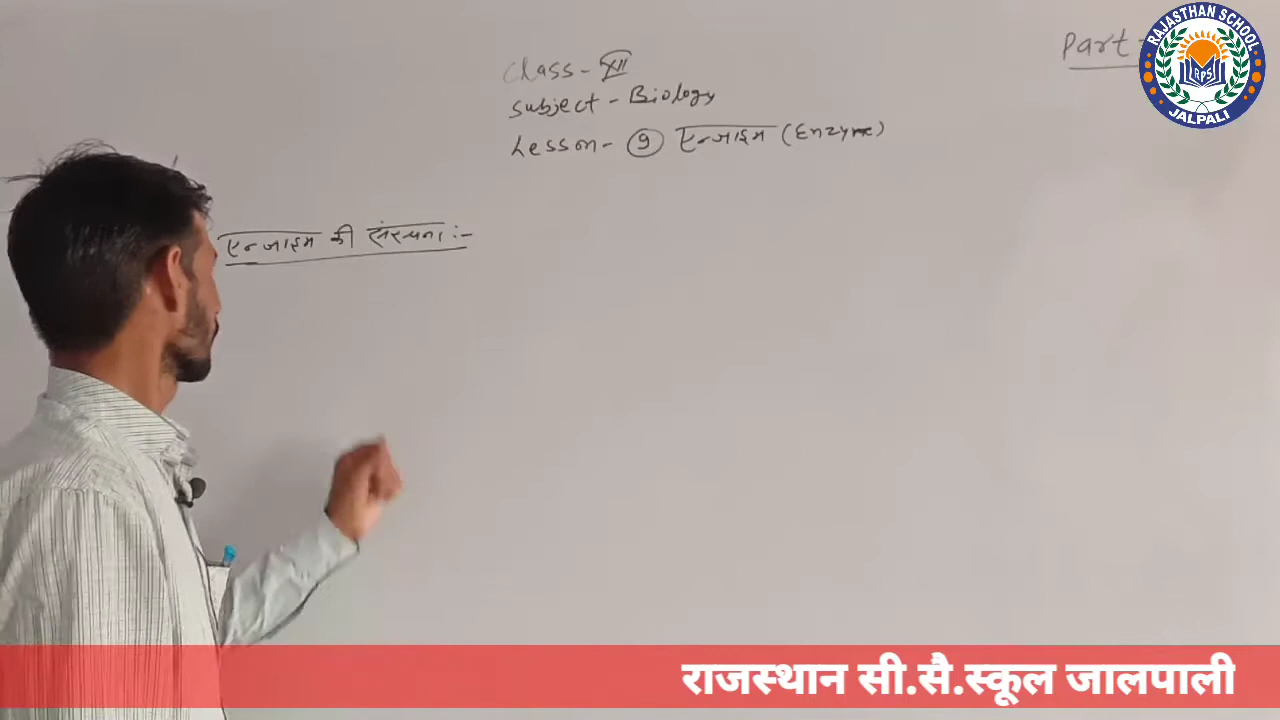 Part -
RAJASTHAN SCHOOL
RPS
JALPALI
Class - XII
Subject - Biology
Lesson - 9 एन्जाइम (Enzyme)
एन्जाइम की संरचना :-
राजस्थान सी.सै.स्कूल जालपाली